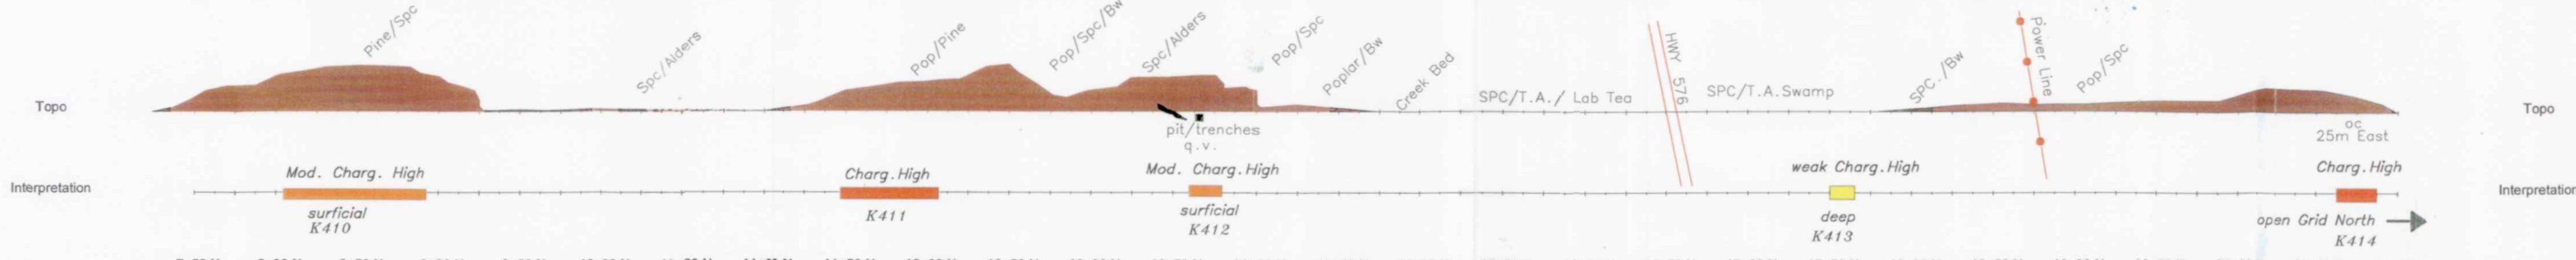 Pine/Spc
Spc/Alders
Pop/Pine
Pop/Spc/Bw
Spc/Alders
Pop/Spc
Poplar/Bw
Creek Bed
SPC/T.A./ Lab Tea
HWY 576
SPC/T.A.Swamp
SPC./Bw
Power Line
Pop/Spc
Topo
Topo
pit/trenches
q.v.
oc
25m East
Interpretation
Mod. Charg. High
surficial
K410
Charg.High
K411
Mod. Charg.High
surficial
K412
weak Charg.High
deep
K413
Charg.High
open Grid North
K414
Interpretation